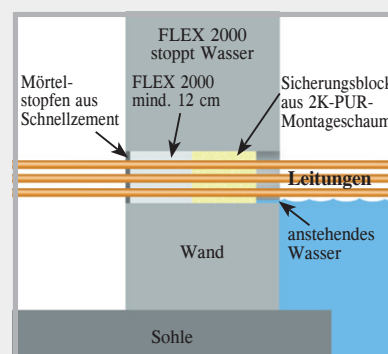 FLEX 2000
stoppt Wasser
Mörtel-
stopfen aus
Schnellzement
FLEX 2000
mind. 12 cm
Sicherungsblock
aus 2K-PUR-
Montageschaum
Leitungen
anstehendes
Wasser
Wand
Sohle